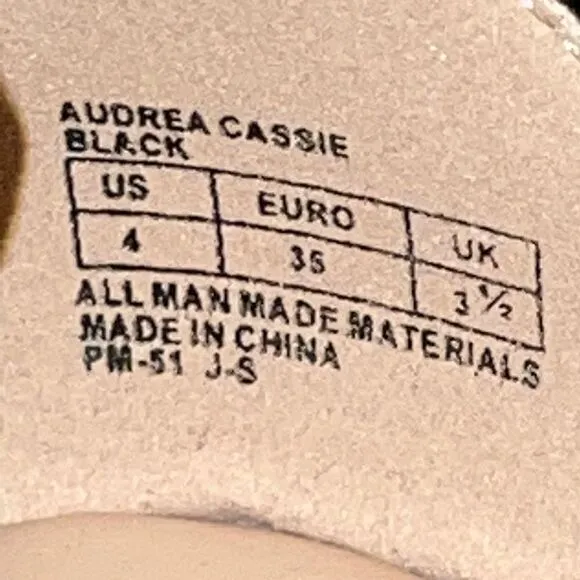 AUDREA CASSIE
BLACK
US EURO UK
4 35 3 1/2
ALL MAN MADE MATERIALS
MADE IN CHINA
PM-51 J-S